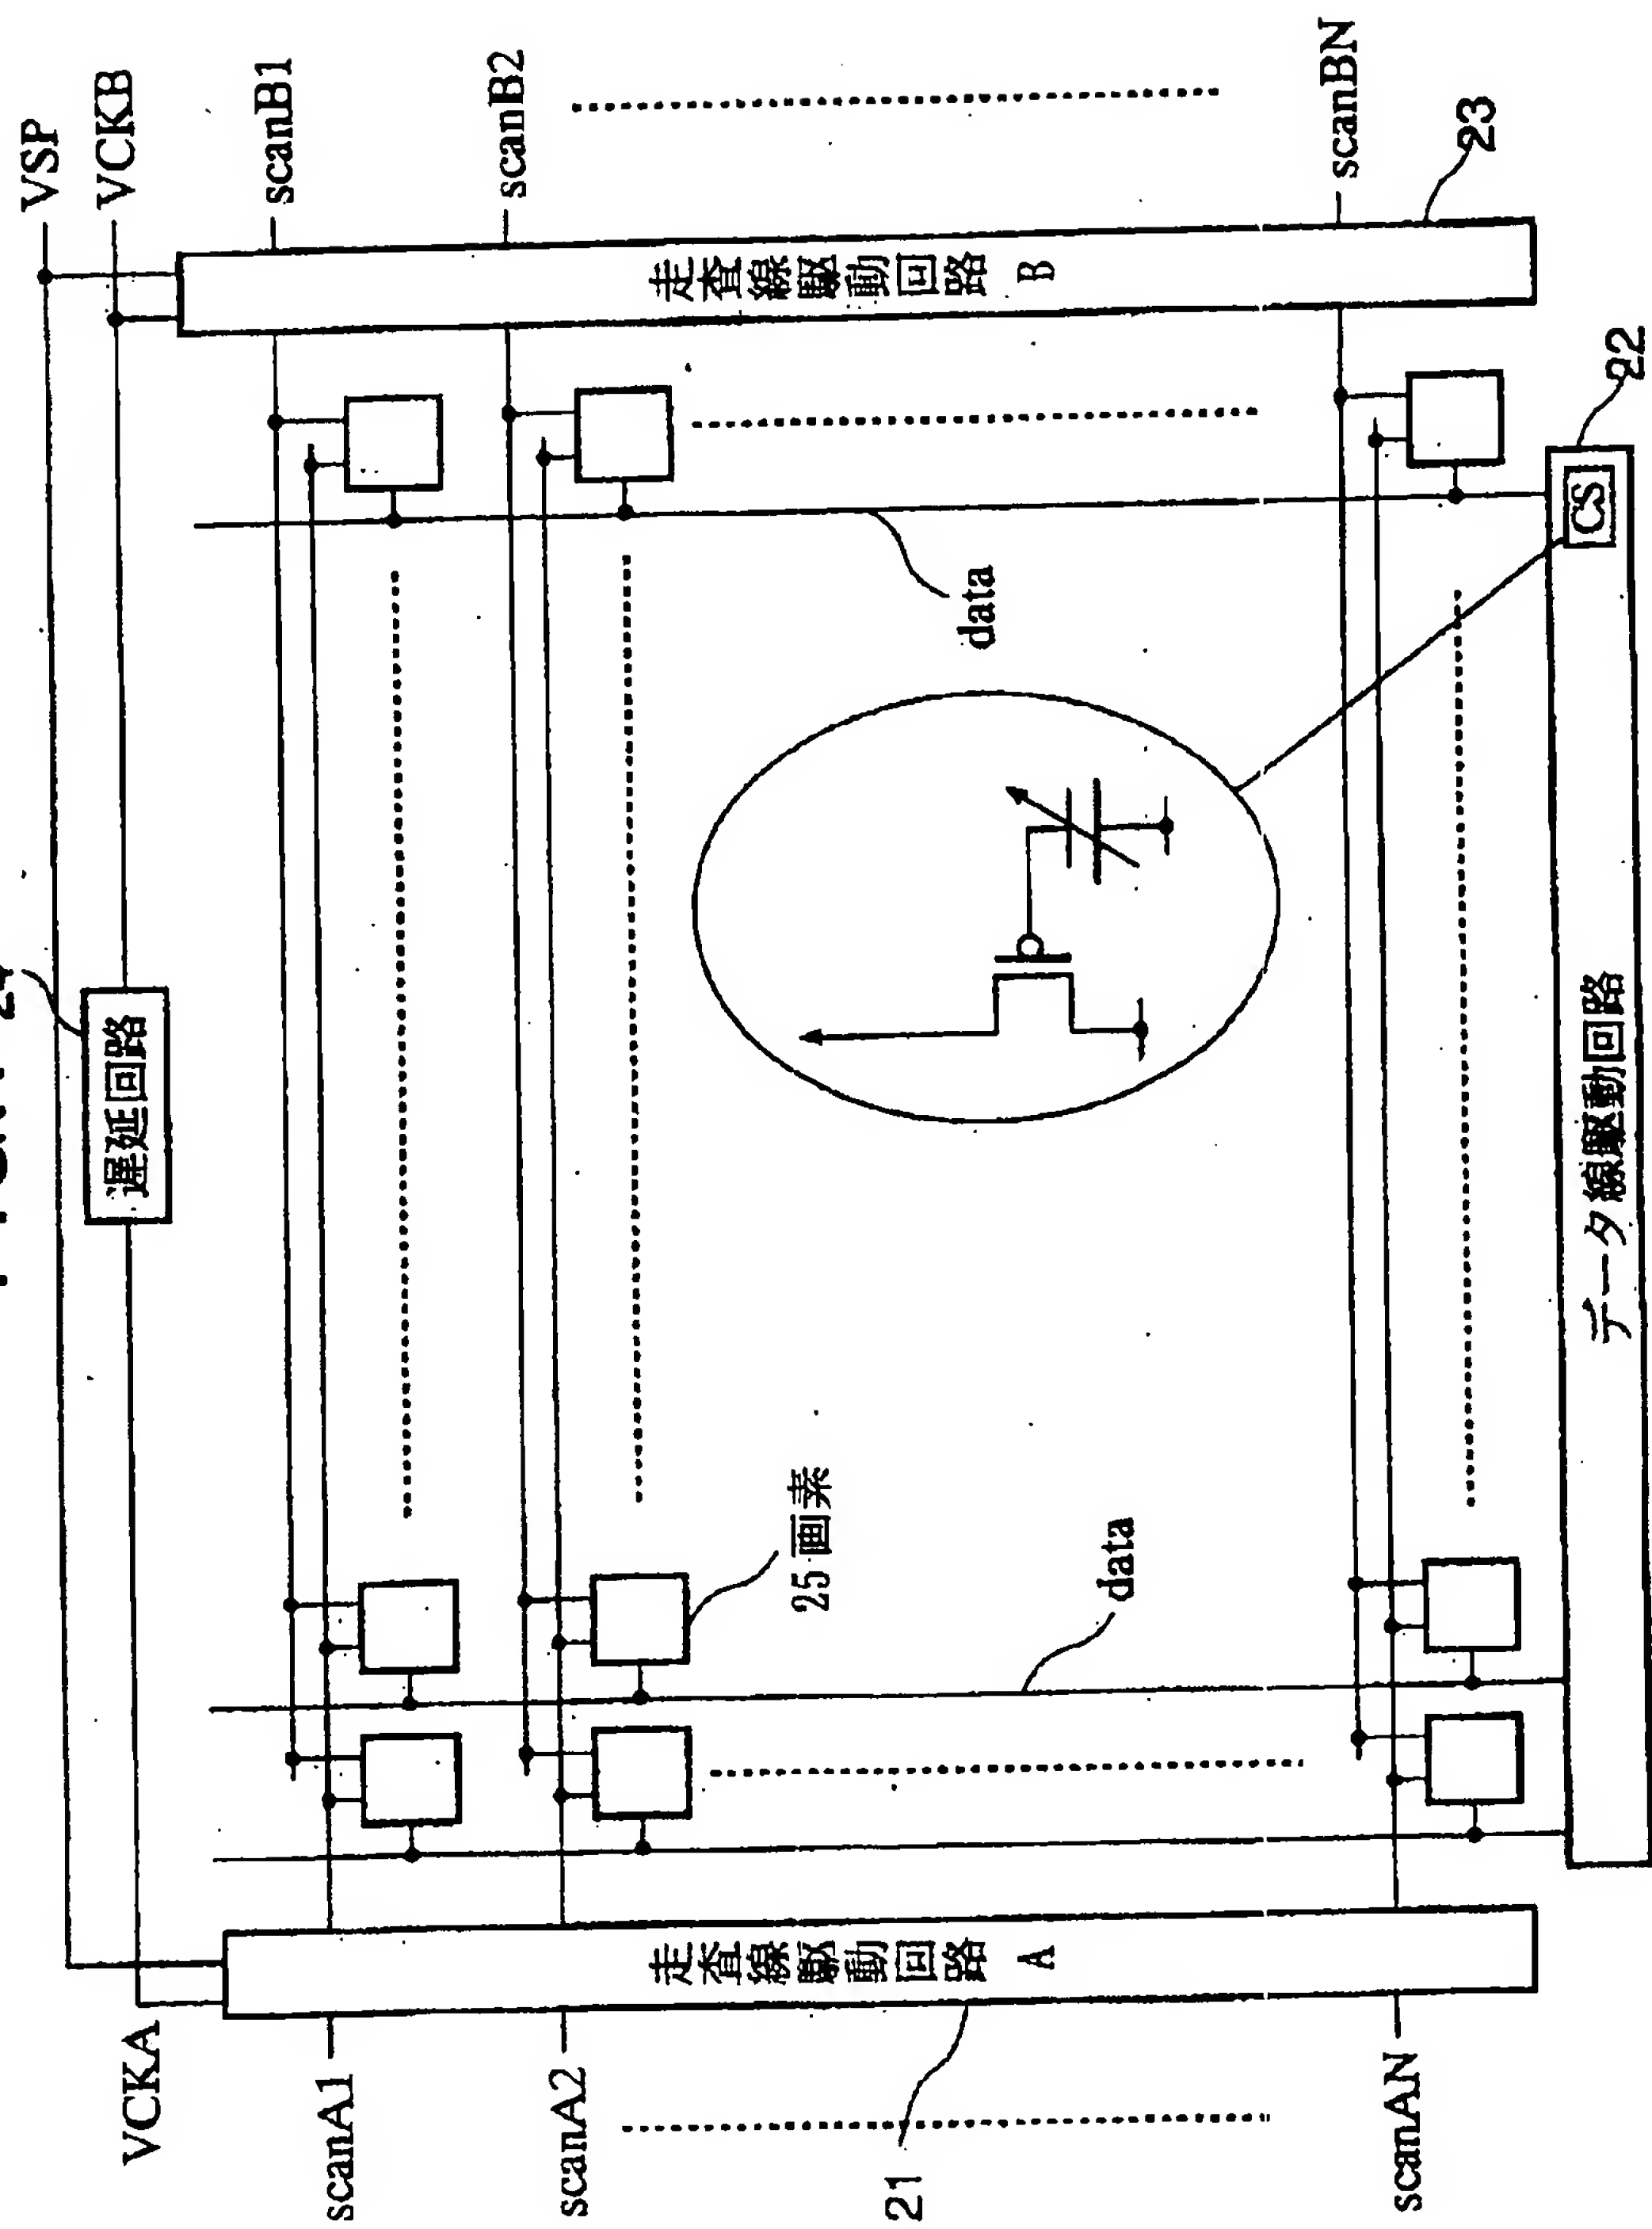 24
VSP
VCKB
遅延回路
VCKA
scanB1
scanB2
scanBN
走査線駆動回路 B
23
scanA1
scanA2
scanAN
走査線駆動回路 A
21
data
data
25 画素
22
CS
データ線駆動回路